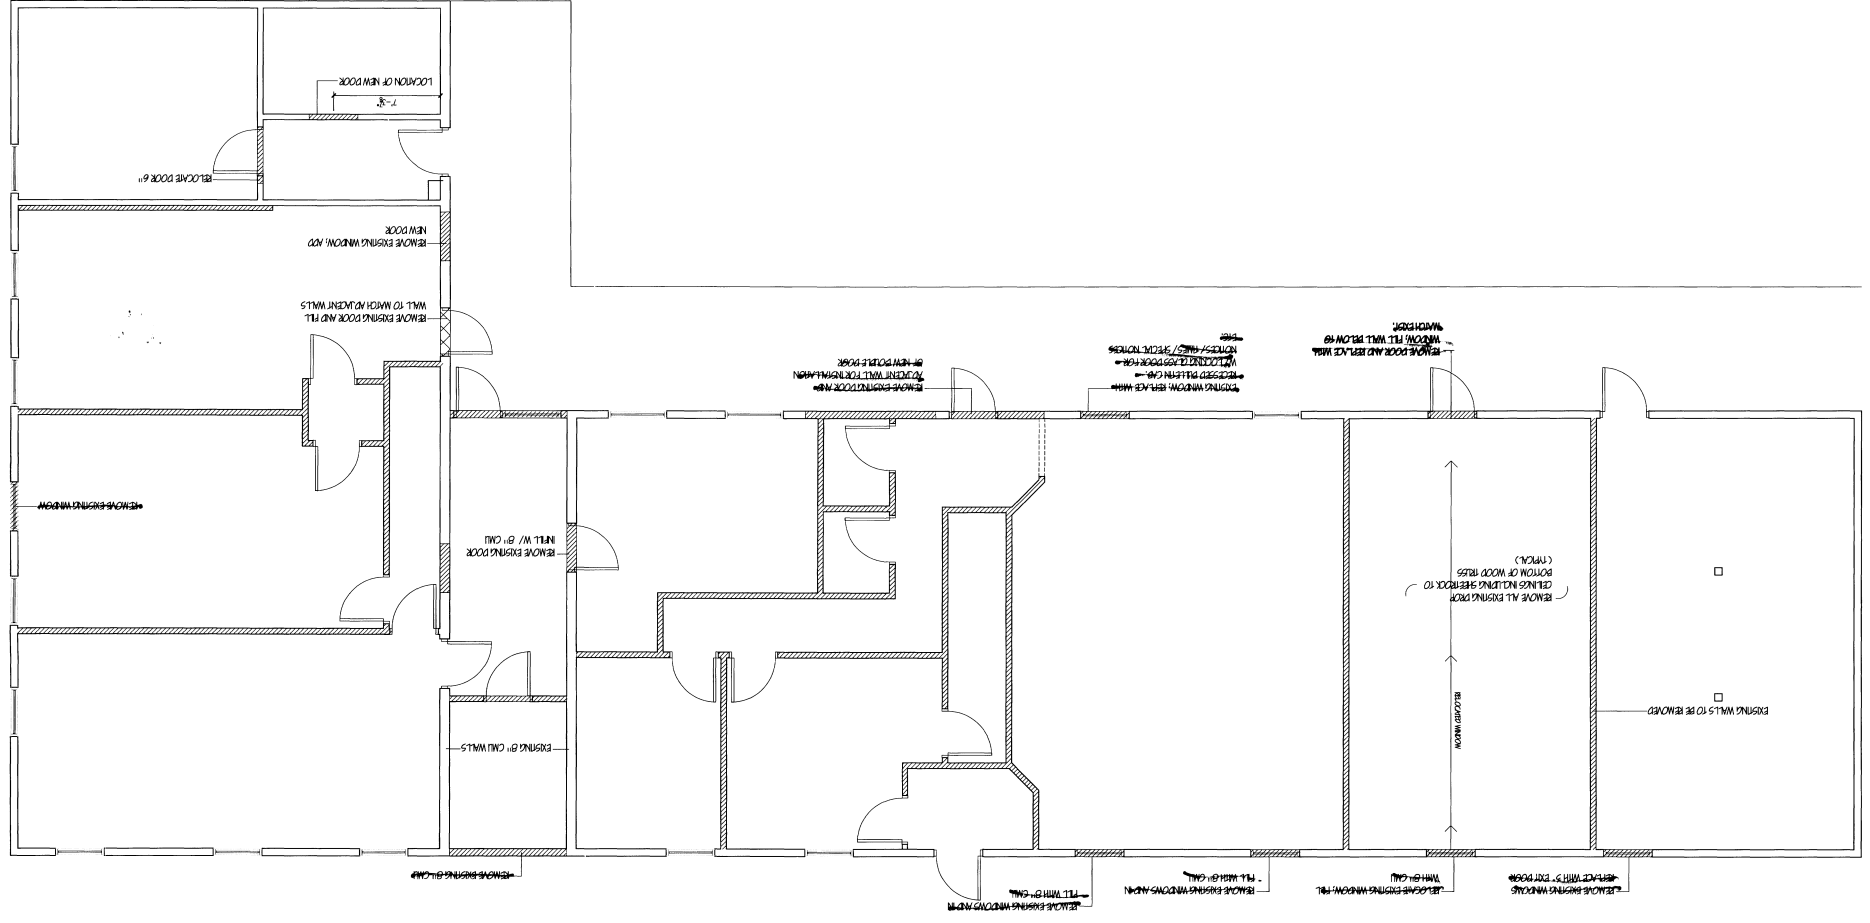 REMOVE EXISTING WINDOWS
REPLACE WITH 3' EXIT DOOR
RELOCATE EXISTING WINDOW, FILL
WITH 8" CMU
REMOVE EXISTING WINDOWS AND IN
FILL WITH 8" CMU
REMOVE EXISTING WINDOWS AND IN
FILL WITH 8" CMU
REMOVE EXISTING 8" CMU
EXISTING WALLS TO BE REMOVED
RELOCATED WINDOW
EXISTING 8" CMU WALLS
REMOVE ALL EXISTING DROP
CEILINGS INCLUDING SHEETROCK TO
BOTTOM OF WOOD TRUSS
(TYPICAL)
REMOVE EXISTING DOOR
INFILL W/ 8" CMU
REMOVE EXISTING WINDOW
REMOVE DOOR AND REPLACE WITH
WINDOW, FILL WALL BELOW TO
MATCH EXIST.
EXISTING WINDOW, REPLACE WITH
RECESSED BULLETIN CAB.
W/ LOCKING GLASS DOOR FOR
NOTICES/ TIMES/ SPECIAL NOTICES
ETC.
REMOVE EXISTING DOOR AND
ADJACENT WALL FOR INSTALLATION
OF NEW DOUBLE DOOR
REMOVE EXISTING DOOR AND FILL
WALL TO MATCH ADJACENT WALLS
REMOVE EXISTING WINDOW, ADD
NEW DOOR
RELOCATE DOOR 6"
LOCATION OF NEW DOOR